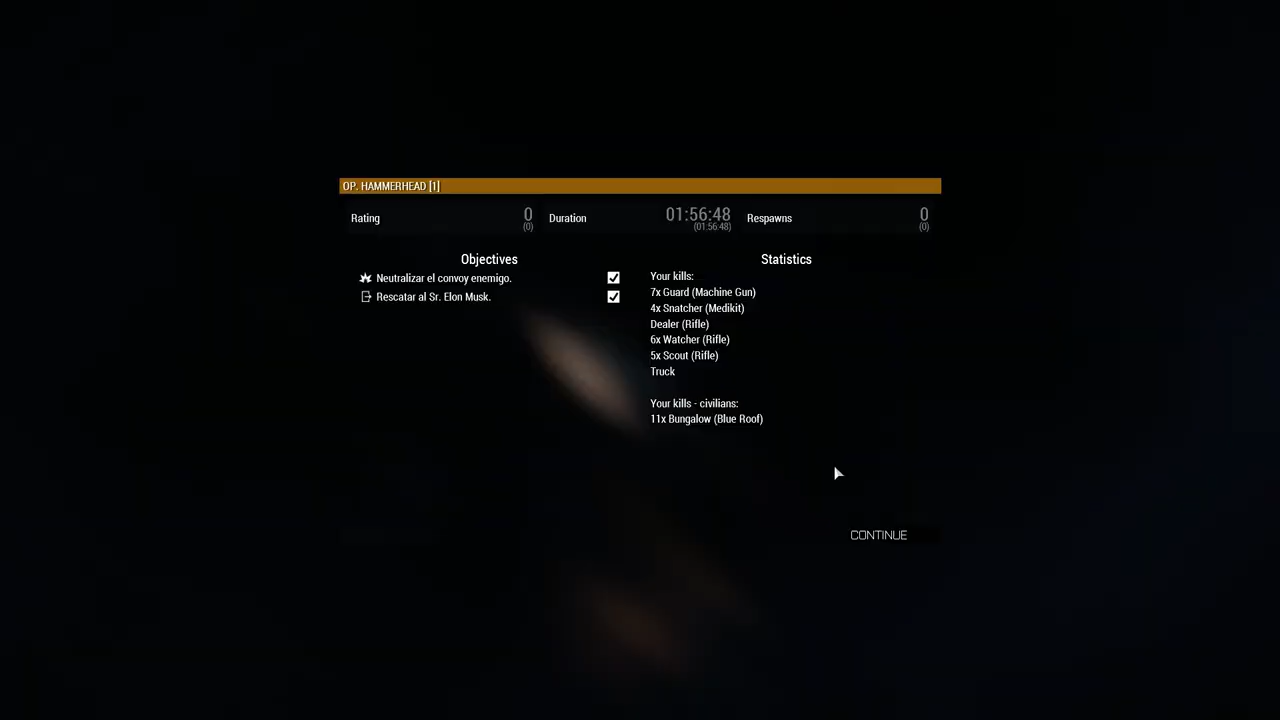 OP. HAMMERHEAD [1]
Rating 0 (0) Duration 01:56:48 (01:56:48) Respawns 0 (0)
Objectives
Neutralizar el convoy enemigo.
Rescatar al Sr. Elon Musk.
Statistics
Your kills:
7x Guard (Machine Gun)
4x Snatcher (Medikit)
Dealer (Rifle)
6x Watcher (Rifle)
5x Scout (Rifle)
Truck
Your kills - civilians:
11x Bungalow (Blue Roof)
CONTINUE